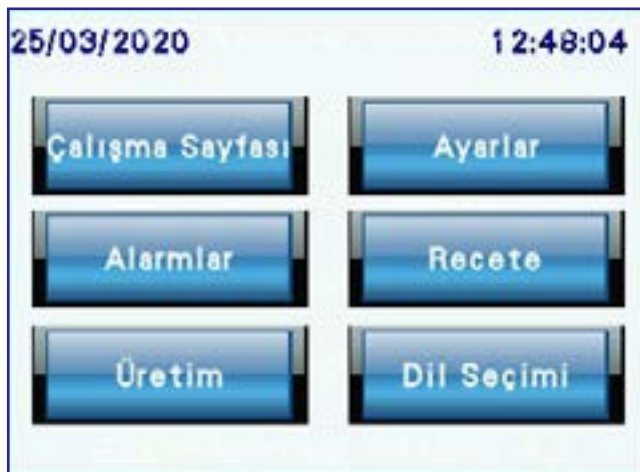 25/03/2020 12:48:04
Çalışma Sayfası Ayarlar
Alarmlar Recete
Üretim Dil Seçimi